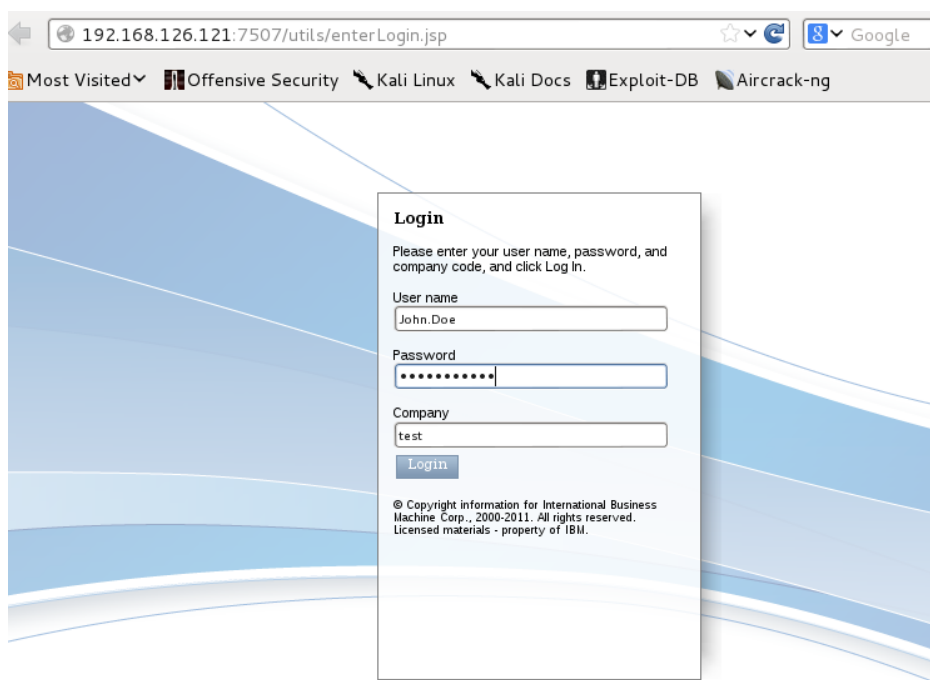 192.168.126.121:7507/utils/enterLogin.jsp
Google
Most Visited
Offensive Security
Kali Linux
Kali Docs
Exploit-DB
Aircrack-ng
Login
Please enter your user name, password, and
company code, and click Log In.
User name
John.Doe
Password
•••••••••••
Company
test
Login
© Copyright information for International Business
Machine Corp., 2000-2011. All rights reserved.
Licensed materials - property of IBM.